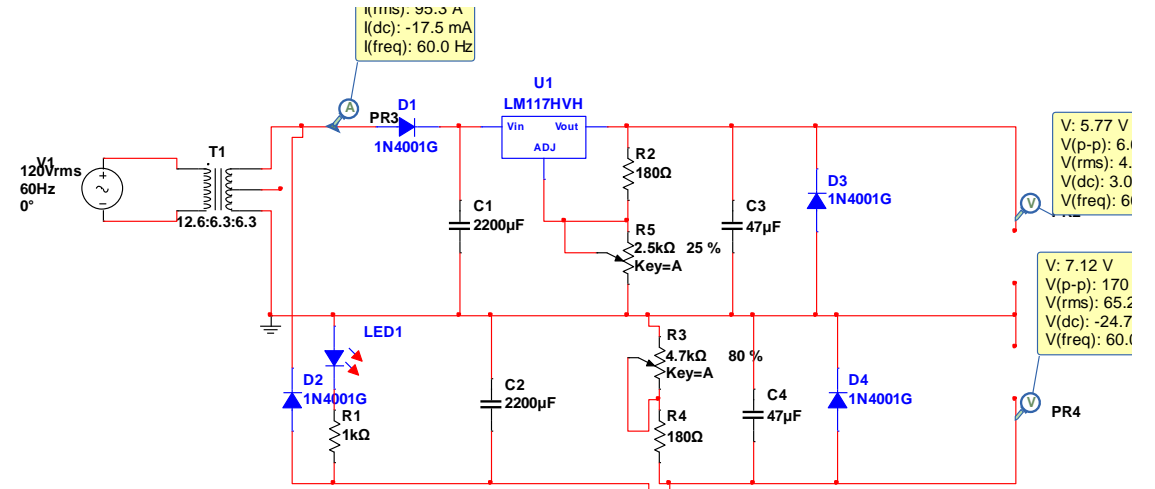 I(rms): 95.3 A
I(dc): -17.5 mA
I(freq): 60.0 Hz
A
PR3
D1
1N4001G
U1
LM117HVH
Vin
Vout
ADJ
V1
120Vrms
60Hz
0°
T1
12.6:6.3:6.3
C1
2200µF
R2
180Ω
R5
2.5kΩ
25 %
Key=A
C3
47µF
D3
1N4001G
V: 5.77 V
V(p-p): 6.
V(rms): 4.
V(dc): 3.0
V(freq): 6
V
LED1
D2
1N4001G
R1
1kΩ
C2
2200µF
R3
4.7kΩ
80 %
Key=A
R4
180Ω
C4
47µF
D4
1N4001G
V: 7.12 V
V(p-p): 170
V(rms): 65.2
V(dc): -24.7
V(freq): 60.
V
PR4